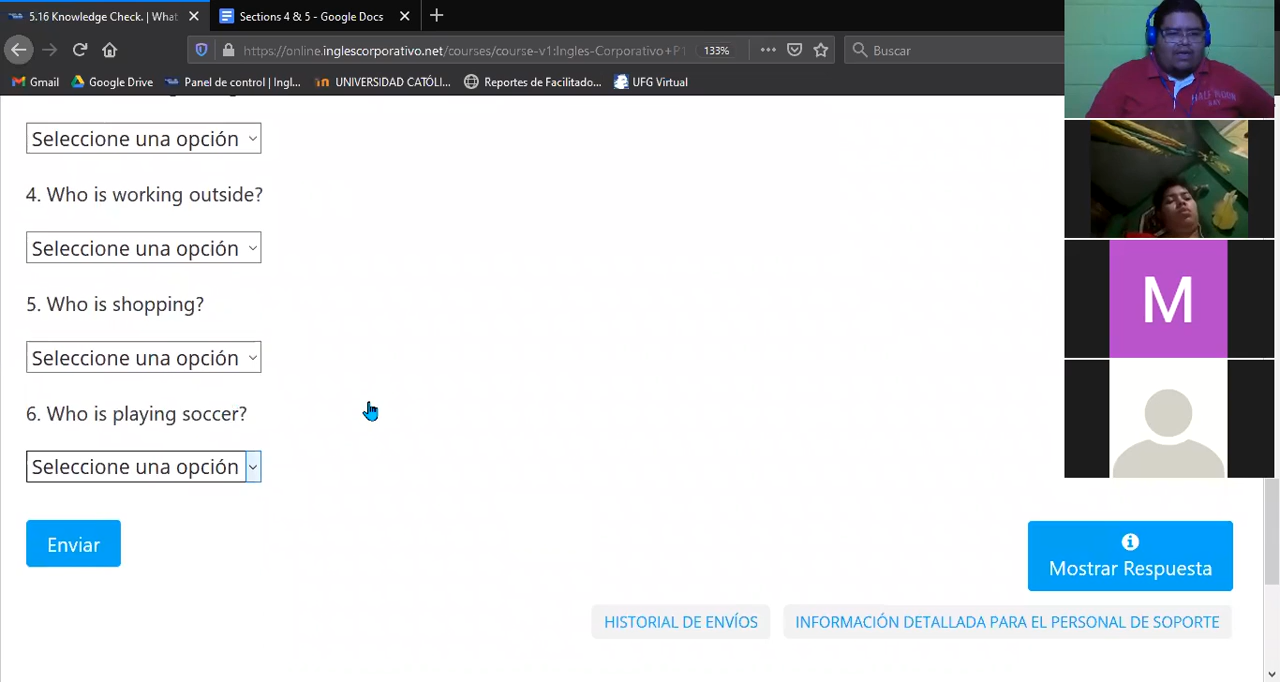 5.16 Knowledge Check. | What
Sections 4 & 5 - Google Docs
https://online.inglescorporativo.net/courses/course-v1:Ingles-Corporativo+P1
133%
Buscar
Gmail
Google Drive
Panel de control | Ingl...
in UNIVERSIDAD CATÓLI...
Reportes de Facilitado...
UFG Virtual
Seleccione una opción
4. Who is working outside?
Seleccione una opción
5. Who is shopping?
Seleccione una opción
6. Who is playing soccer?
Seleccione una opción
Enviar
Mostrar Respuesta
HISTORIAL DE ENVÍOS
INFORMACIÓN DETALLADA PARA EL PERSONAL DE SOPORTE
M